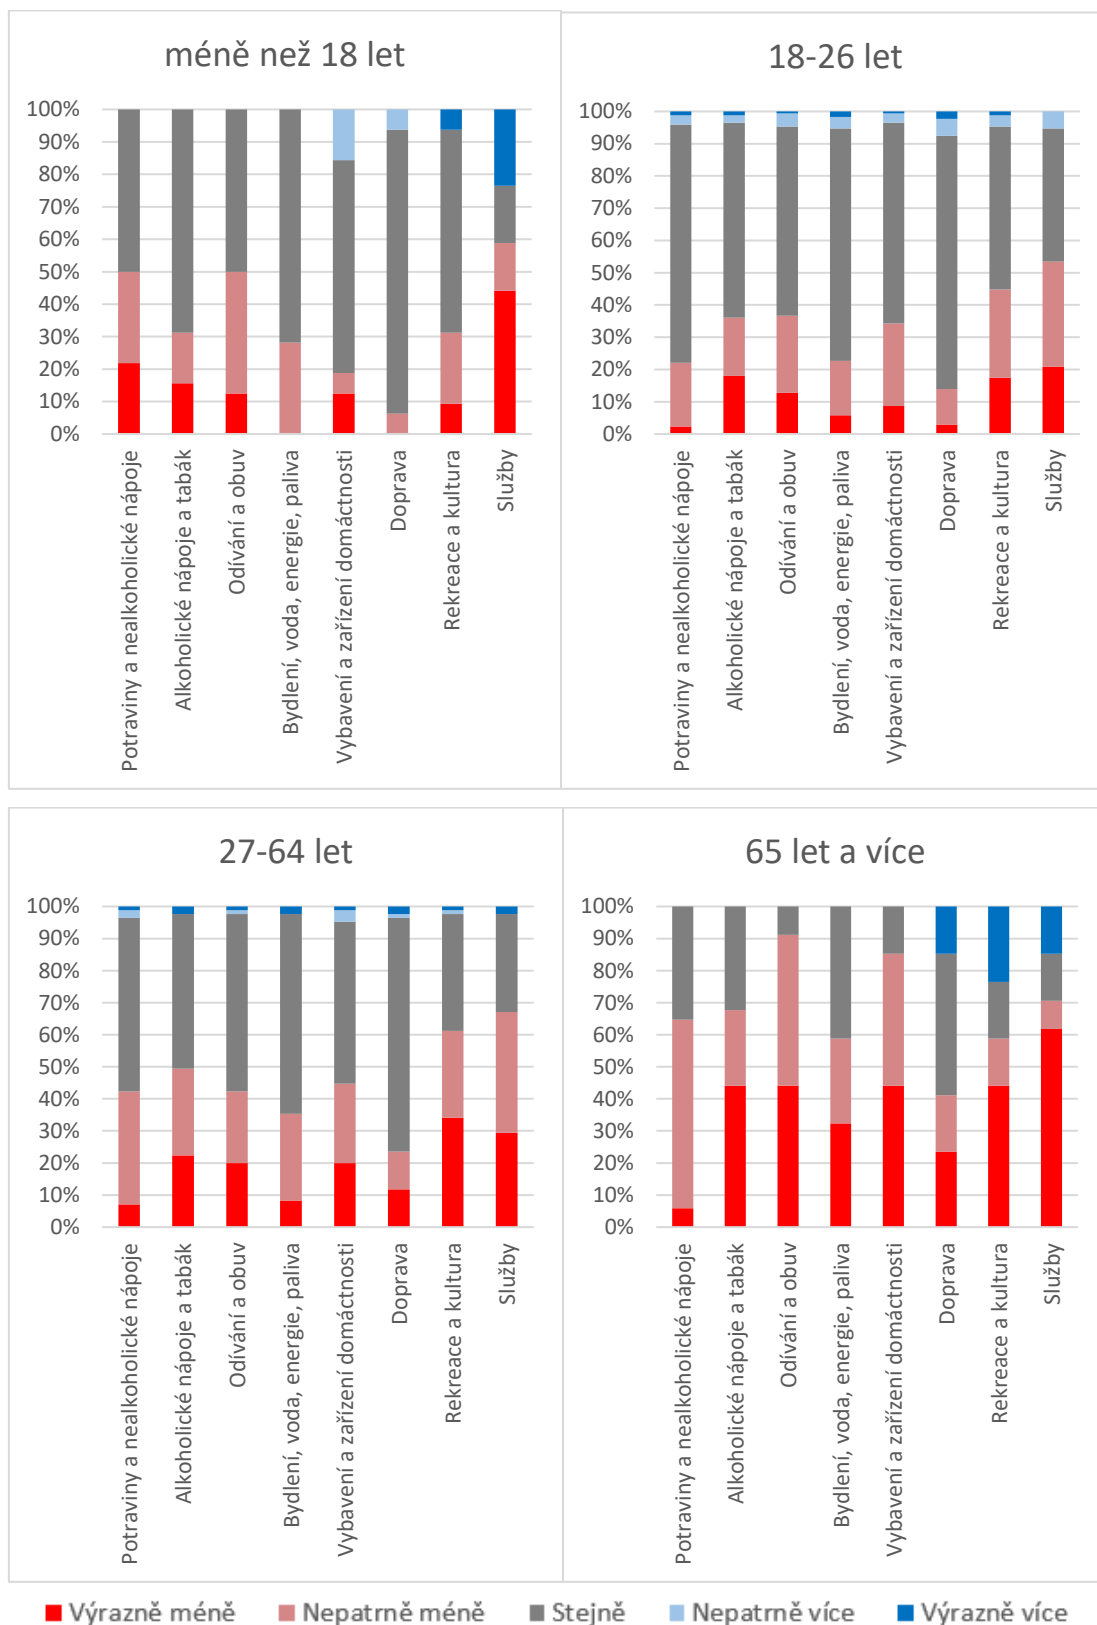 méně než 18 let
100%
90%
80%
70%
60%
50%
40%
30%
20%
10%
0%
Potraviny a nealkoholické nápoje
Alkoholické nápoje a tabák
Odívání a obuv
Bydlení, voda, energie, paliva
Vybavení a zařízení domáctnosti
Doprava
Rekreace a kultura
Služby
18-26 let
100%
90%
80%
70%
60%
50%
40%
30%
20%
10%
0%
Potraviny a nealkoholické nápoje
Alkoholické nápoje a tabák
Odívání a obuv
Bydlení, voda, energie, paliva
Vybavení a zařízení domáctnosti
Doprava
Rekreace a kultura
Služby
27-64 let
100%
90%
80%
70%
60%
50%
40%
30%
20%
10%
0%
Potraviny a nealkoholické nápoje
Alkoholické nápoje a tabák
Odívání a obuv
Bydlení, voda, energie, paliva
Vybavení a zařízení domáctnosti
Doprava
Rekreace a kultura
Služby
65 let a více
100%
90%
80%
70%
60%
50%
40%
30%
20%
10%
0%
Potraviny a nealkoholické nápoje
Alkoholické nápoje a tabák
Odívání a obuv
Bydlení, voda, energie, paliva
Vybavení a zařízení domáctnosti
Doprava
Rekreace a kultura
Služby
Výrazně méně Nepatrně méně Stejně Nepatrně více Výrazně více